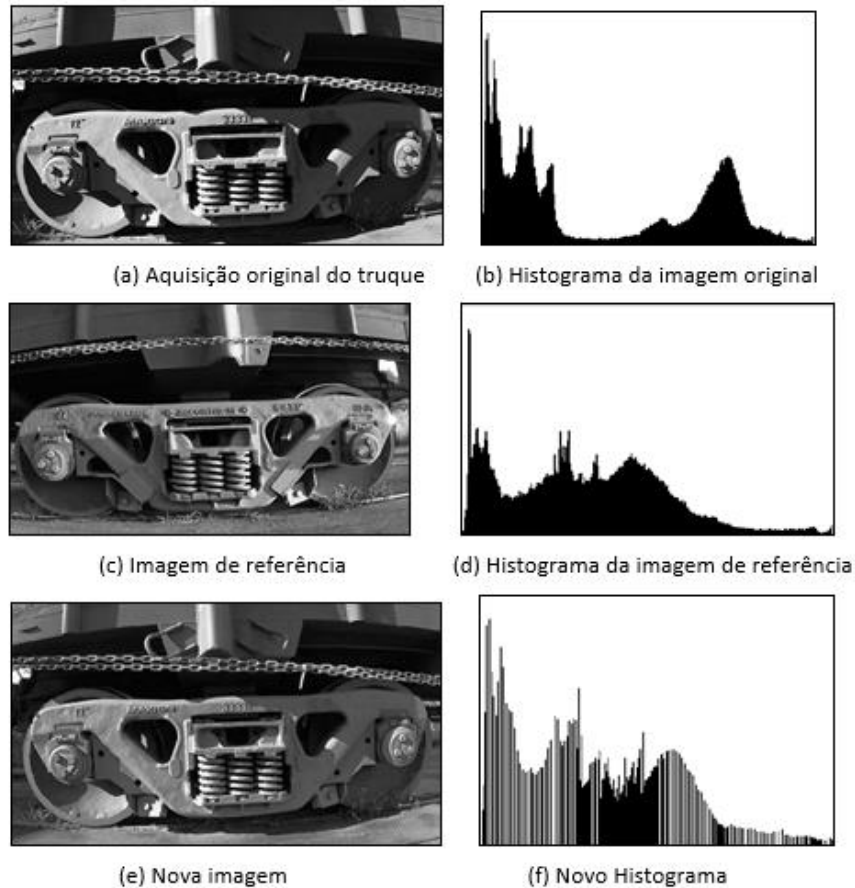 (a) Aquisição original do truque
(b) Histograma da imagem original
(c) Imagem de referência
(d) Histograma da imagem de referência
(e) Nova imagem
(f) Novo Histograma